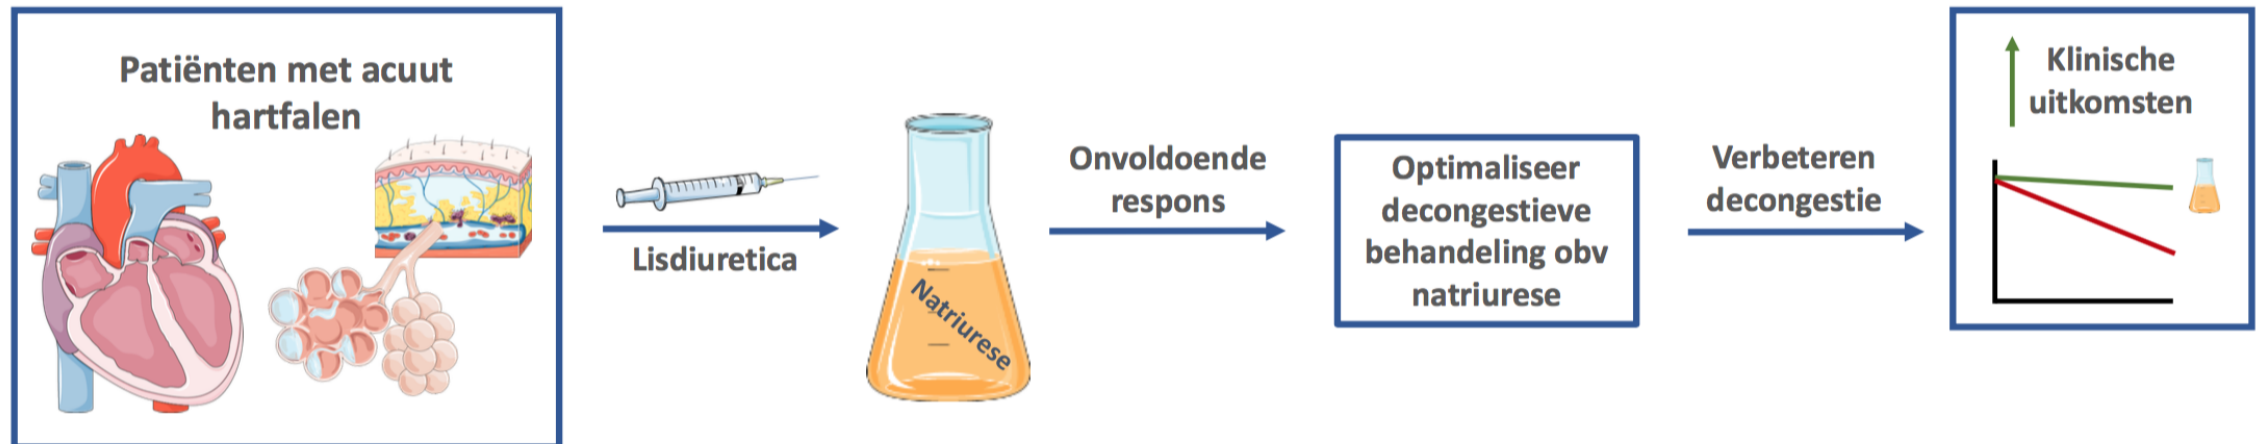 Patiënten met acuut
hartfalen
Lisdiuretica
Natriurese
Onvoldoende
respons
Optimaliseer
decongestieve
behandeling obv
natriurese
Verbeteren
decongestie
Klinische
uitkomsten